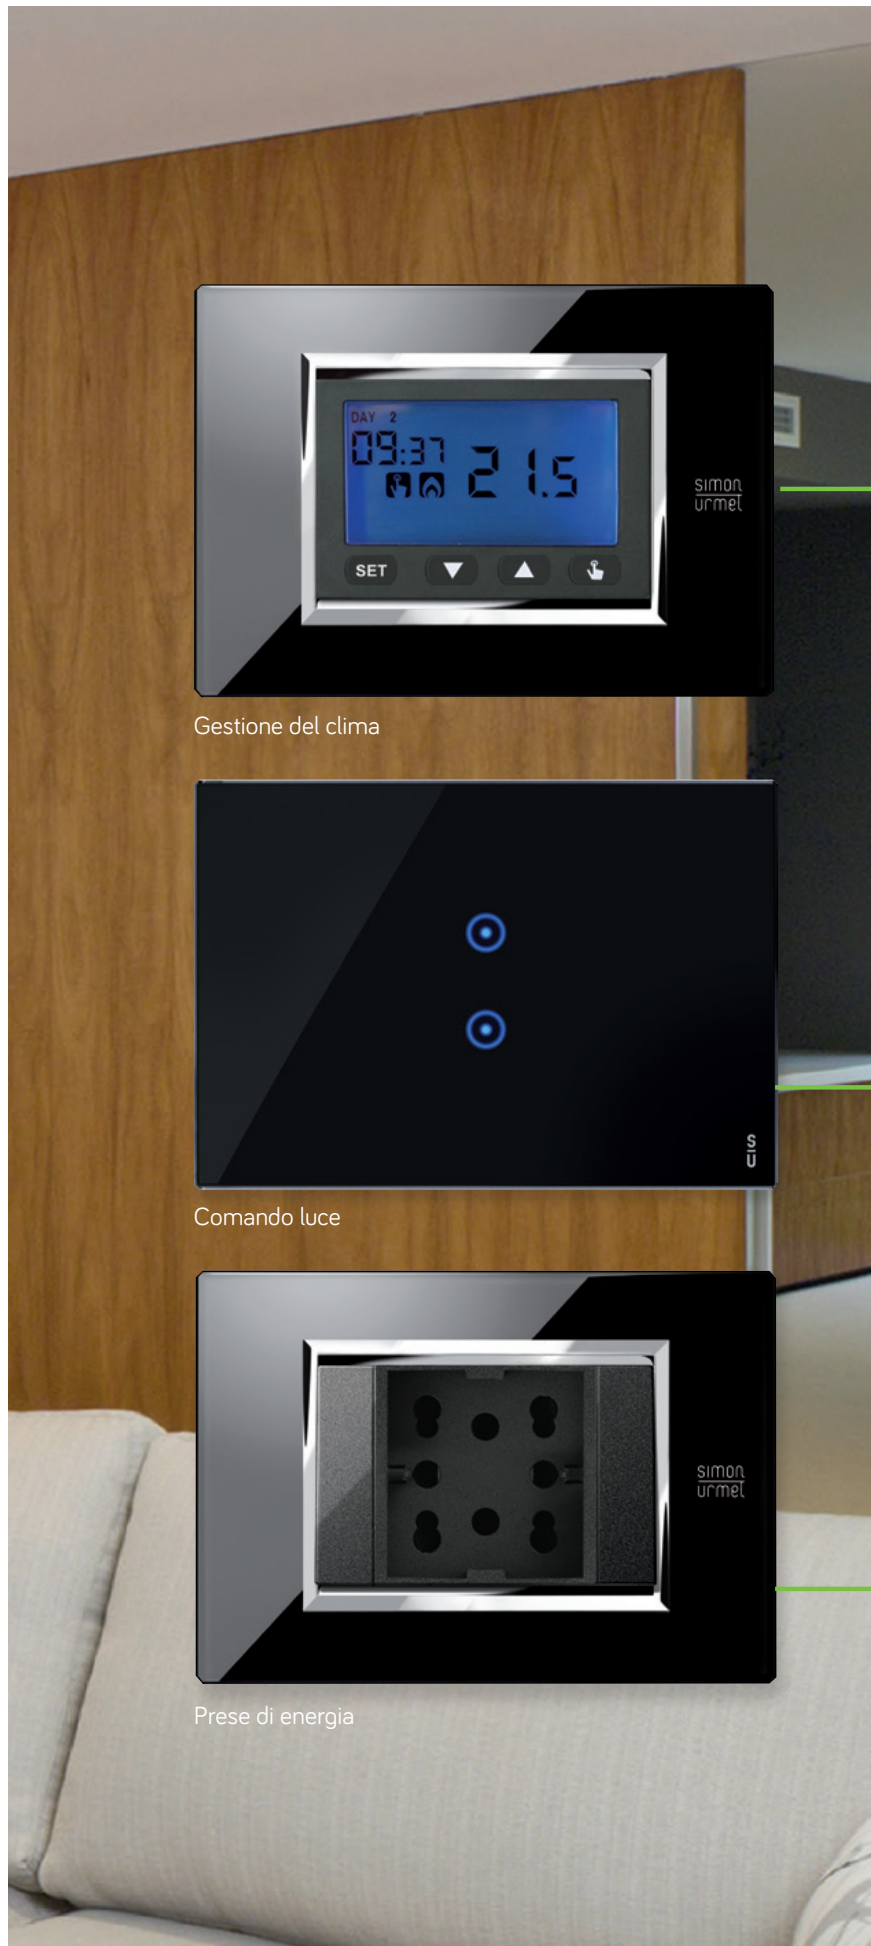 DAY 2
09:37
21.5
SET
simon
urmet
Gestione del clima
S
U
Comando luce
simon
urmet
Prese di energia